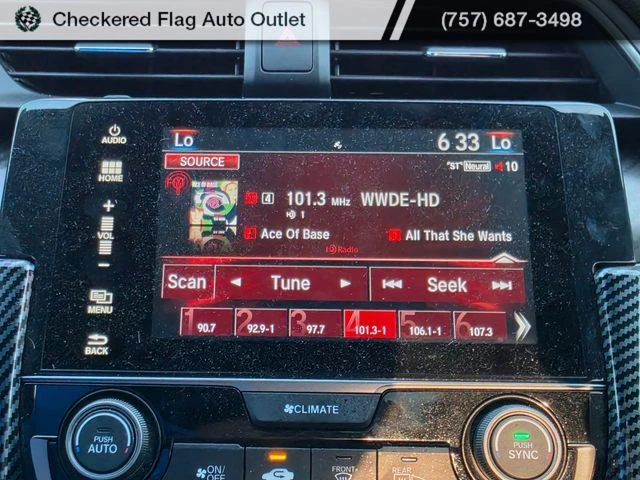 Checkered Flag Auto Outlet (757) 687-3498
AUDIO
HOME
+
VOL
−
MENU
BACK
Lo 6:33 Lo
SOURCE "ST" Neural 10
4 101.3 MHz WWDE-HD
1
Ace Of Base All That She Wants
HD Radio
Scan Tune Seek
1 2 3 4 5 6
90.7 92.9-1 97.7 101.3-1 106.1-1 107.3
CLIMATE
PUSH AUTO
ON/OFF
FRONT
REAR
PUSH SYNC